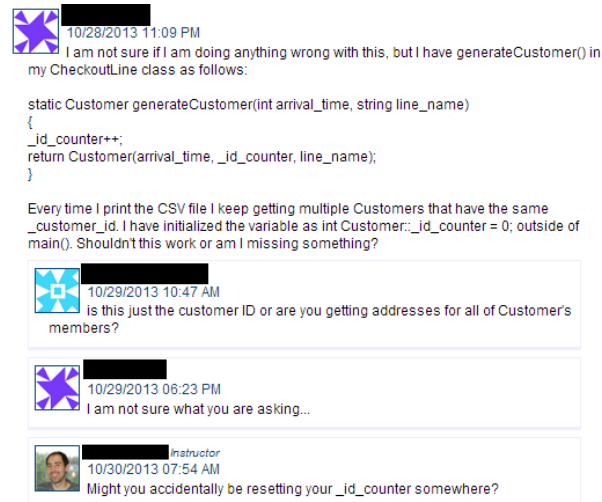 10/28/2013 11:09 PM
I am not sure if I am doing anything wrong with this, but I have generateCustomer() in
my CheckoutLine class as follows:
static Customer generateCustomer(int arrival_time, string line_name)
{
_id_counter++;
return Customer(arrival_time, _id_counter, line_name);
}
Every time I print the CSV file I keep getting multiple Customers that have the same
_customer_id. I have initialized the variable as int Customer::_id_counter = 0; outside of
main(). Shouldn't this work or am I missing something?
10/29/2013 10:47 AM
is this just the customer ID or are you getting addresses for all of Customer's
members?
10/29/2013 06:23 PM
I am not sure what you are asking...
Instructor
10/30/2013 07:54 AM
Might you accidentally be resetting your _id_counter somewhere?